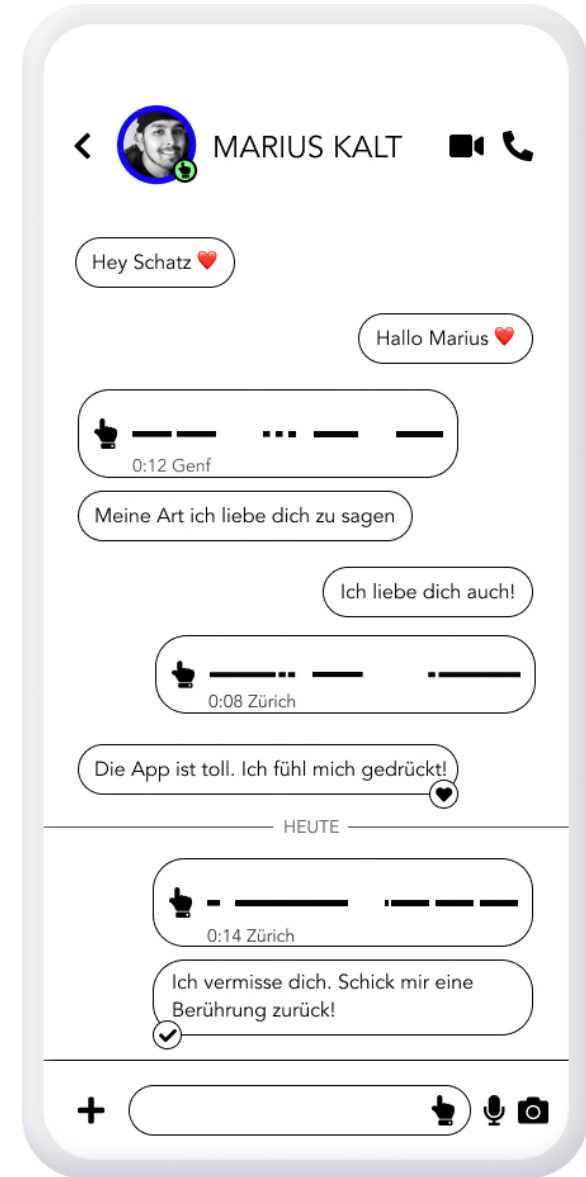 MARIUS KALT
Hey Schatz ❤️
Hallo Marius ❤️
0:12 Genf
Meine Art ich liebe dich zu sagen
Ich liebe dich auch!
0:08 Zürich
Die App ist toll. Ich fühl mich gedrückt!
HEUTE
0:14 Zürich
Ich vermisse dich. Schick mir eine
Berührung zurück!